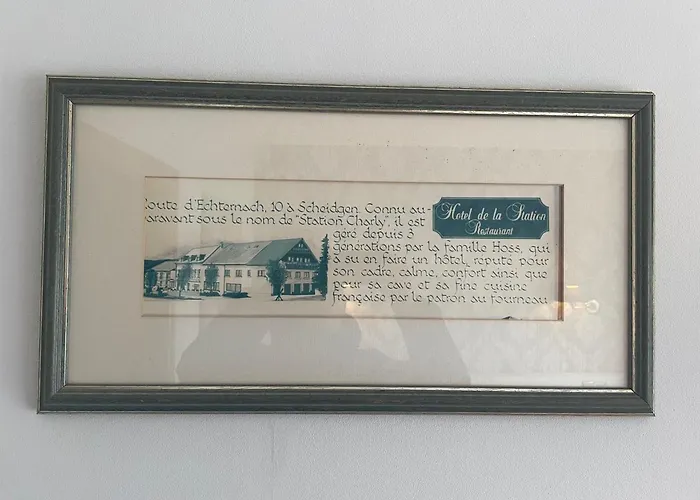 oute d'Echternach, 10 à Scheidgen. Connu au-
aravant sous le nom de "Station Charly", il est
géré depuis 3
générations par la famille Hoss, qui
à su en faire un hôtel, réputé pour
son cadre, calme, confort ainsi que
pour sa cave et sa fine cuisine
française par le patron au fourneau
Hotel de la Station
Restaurant